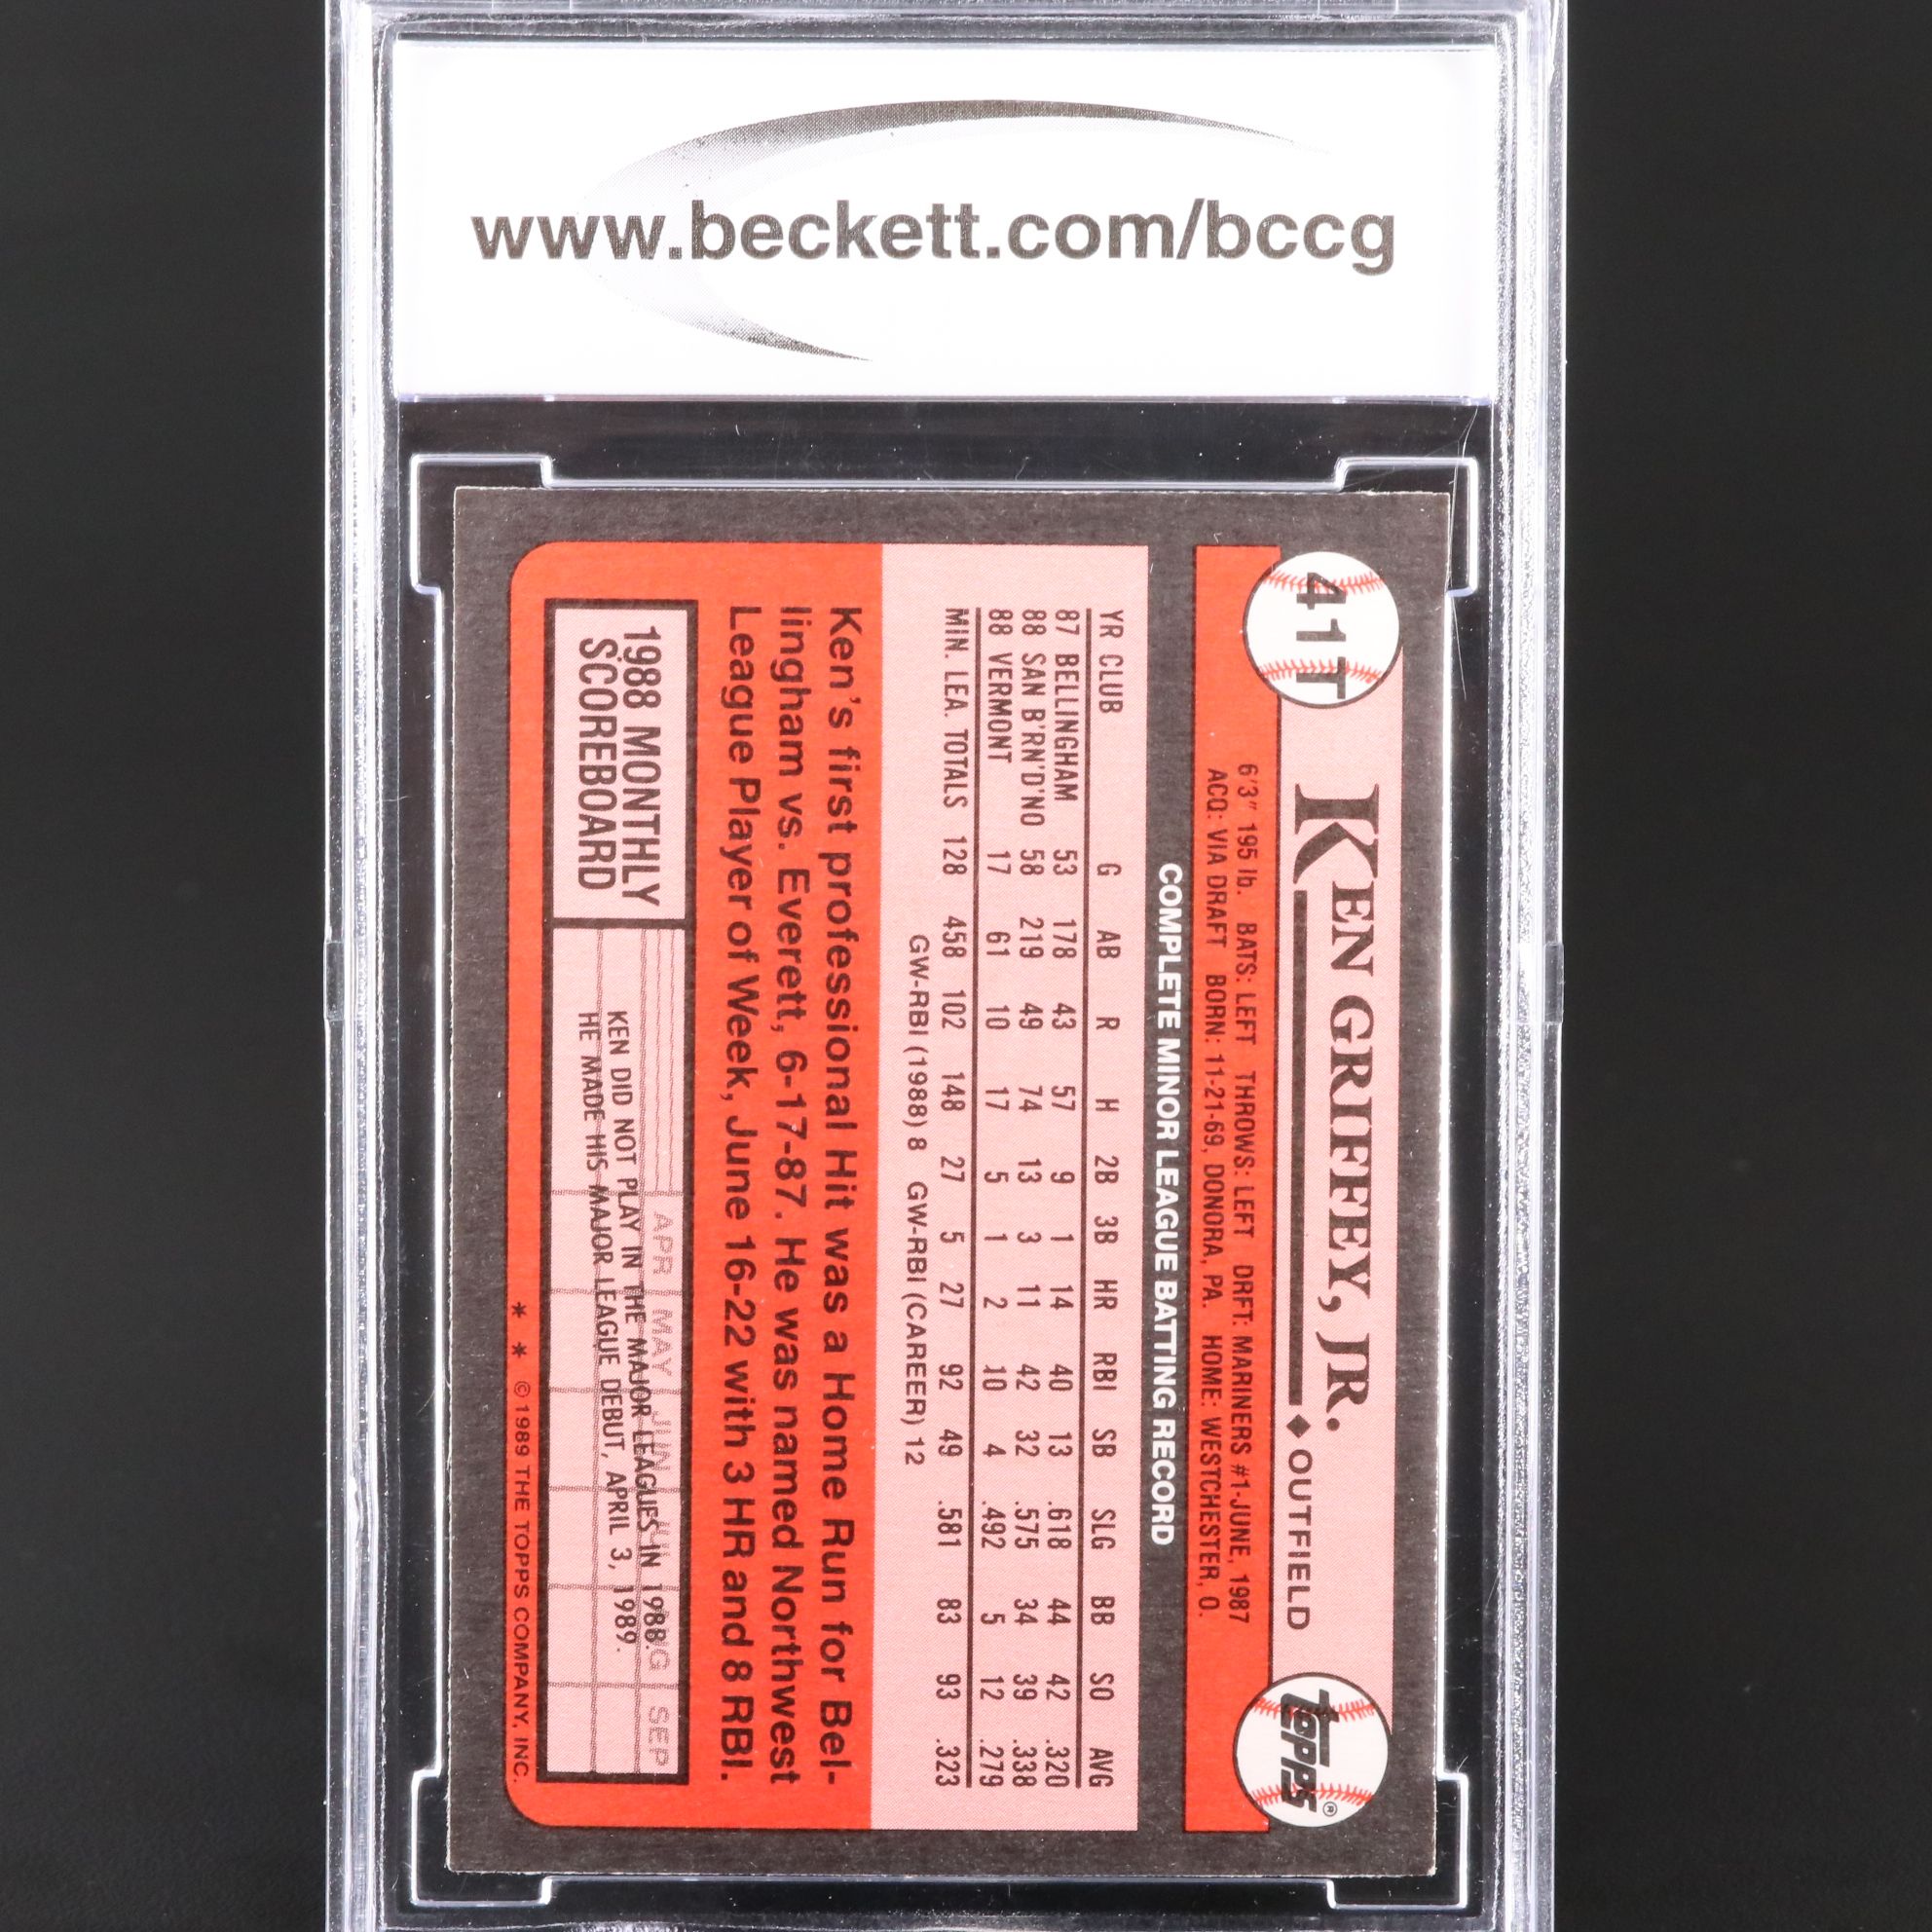 www.beckett.com/bccg
41T
KEN GRIFFEY, JR. ◆ OUTFIELD
topps®
6'3" 195 lb. BATS: LEFT THROWS: LEFT DRFT: MARINERS #1-JUNE, 1987
ACQ: VIA DRAFT BORN: 11-21-69, DONORA, PA. HOME: WESTCHESTER, O.
COMPLETE MINOR LEAGUE BATTING RECORD
YR CLUB G AB R H 2B 3B HR RBI SB SLG BB SO AVG
87 BELLINGHAM 53 178 43 57 9 1 14 40 13 .618 44 42 .320
88 SAN B'RN'D'NO 58 219 49 74 13 3 11 42 32 .575 34 39 .338
88 VERMONT 17 61 10 17 5 1 2 10 4 .492 5 12 .279
MIN. LEA. TOTALS 128 458 102 148 27 5 27 92 49 .581 83 93 .323
GW-RBI (1988) 8 GW-RBI (CAREER) 12
Ken's first professional Hit was a Home Run for Bel-
lingham vs. Everett, 6-17-87. He was named Northwest
League Player of Week, June 16-22 with 3 HR and 8 RBI.
1988 MONTHLY
SCOREBOARD
APR MAY JUN JUL AUG SEP
KEN DID NOT PLAY IN THE MAJOR LEAGUES IN 1988.
HE MADE HIS MAJOR LEAGUE DEBUT, APRIL 3, 1989.
* * © 1989 THE TOPPS COMPANY, INC.